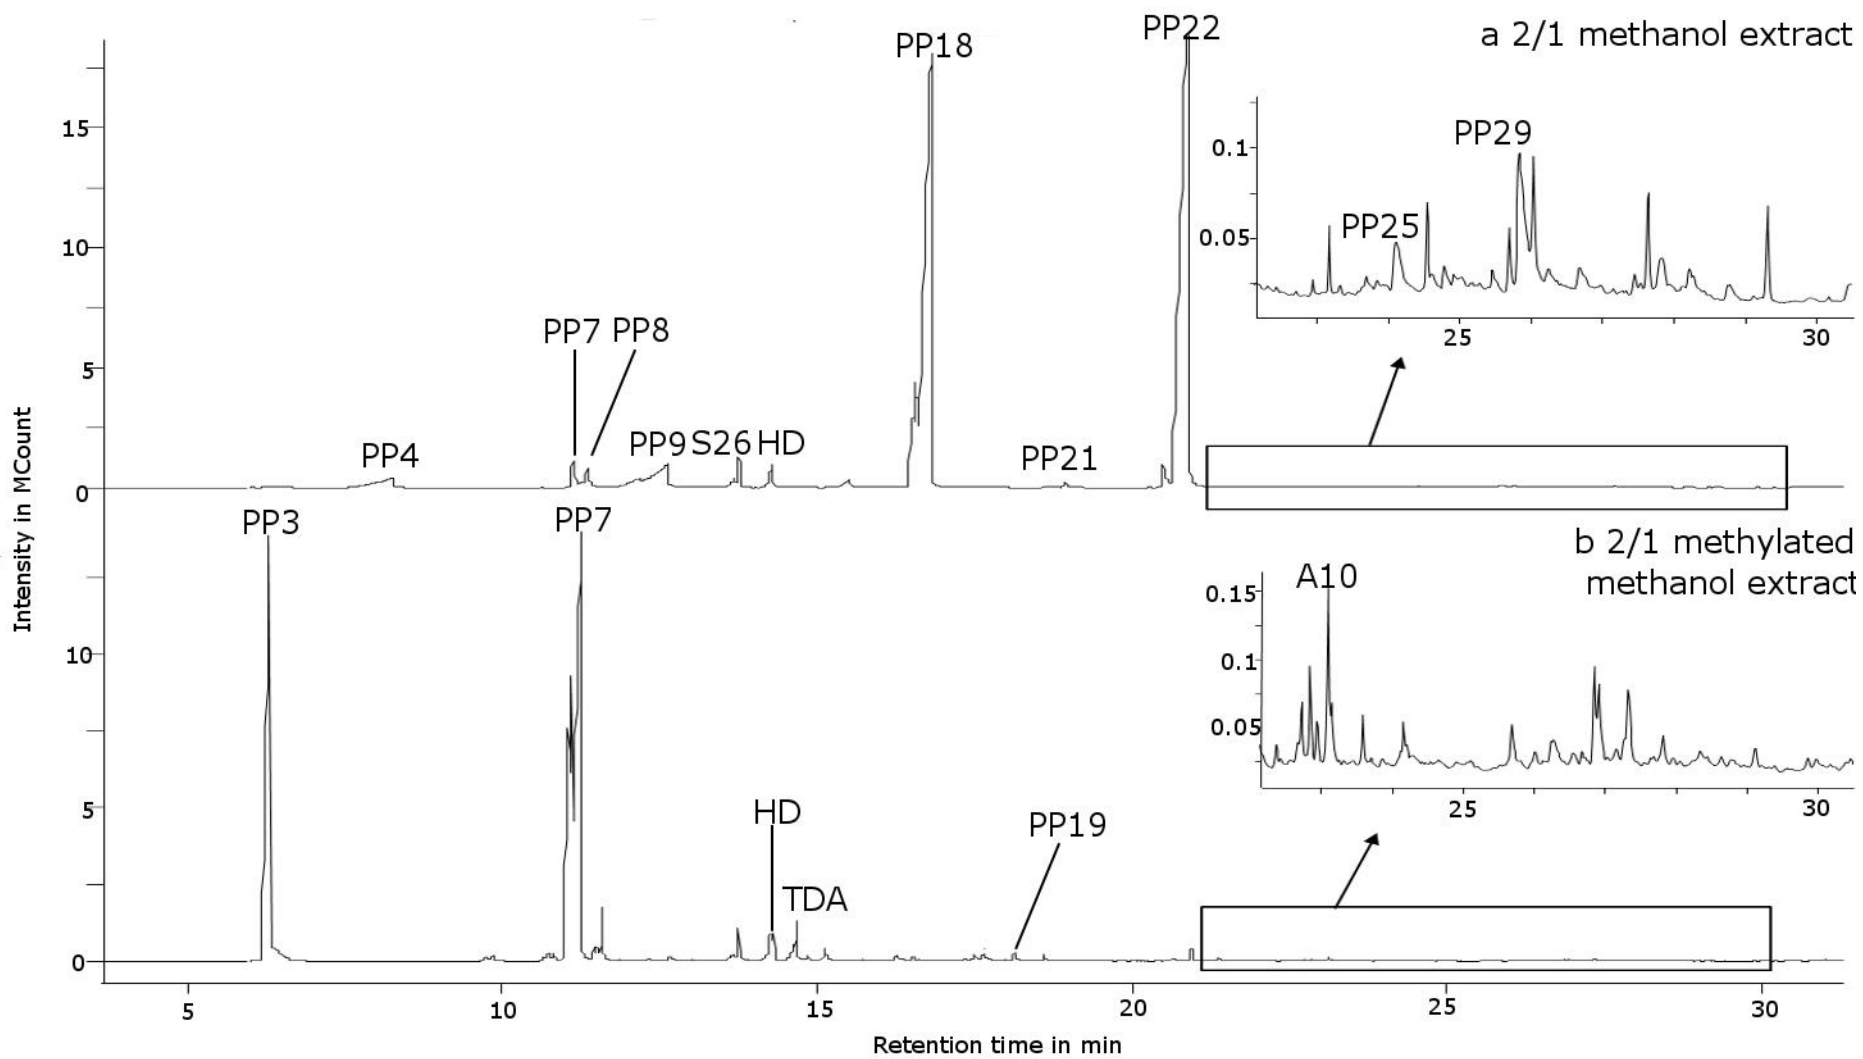 PP18
PP22
a 2/1 methanol extract
15
10
5
0
PP4
PP7 PP8
PP9 S26 HD
PP21
PP29
PP25
0.1
0.05
25
30
Intensity in MCount
PP3
PP7
b 2/1 methylated
methanol extract
10
5
0
HD
TDA
PP19
A10
0.15
0.1
0.05
25
30
5
10
15
20
25
30
Retention time in min